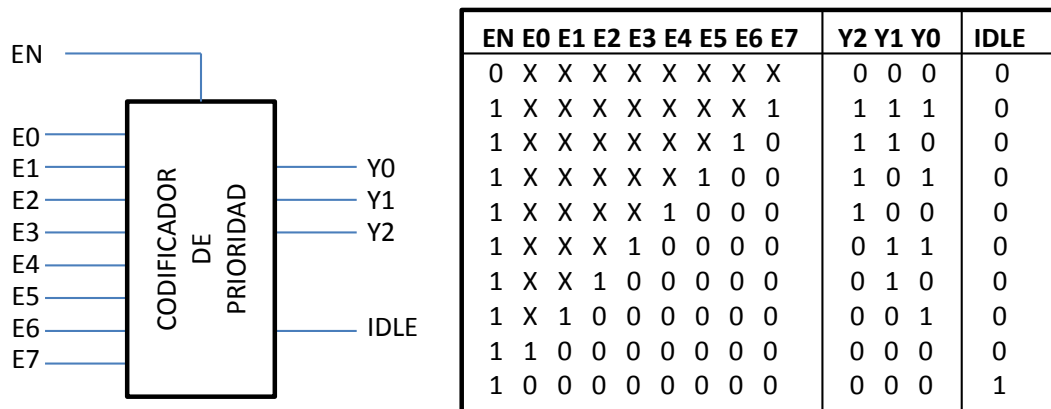 EN
E0
E1
E2
E3
E4
E5
E6
E7
CODIFICADOR
DE
PRIORIDAD
Y0
Y1
Y2
IDLE
EN E0 E1 E2 E3 E4 E5 E6 E7 Y2 Y1 Y0 IDLE
0 X X X X X X X X 0 0 0 0
1 X X X X X X X 1 1 1 1 0
1 X X X X X X 1 0 1 1 0 0
1 X X X X X 1 0 0 1 0 1 0
1 X X X X 1 0 0 0 1 0 0 0
1 X X X 1 0 0 0 0 0 1 1 0
1 X X 1 0 0 0 0 0 0 1 0 0
1 X 1 0 0 0 0 0 0 0 0 1 0
1 1 0 0 0 0 0 0 0 0 0 0 0
1 0 0 0 0 0 0 0 0 0 0 0 1